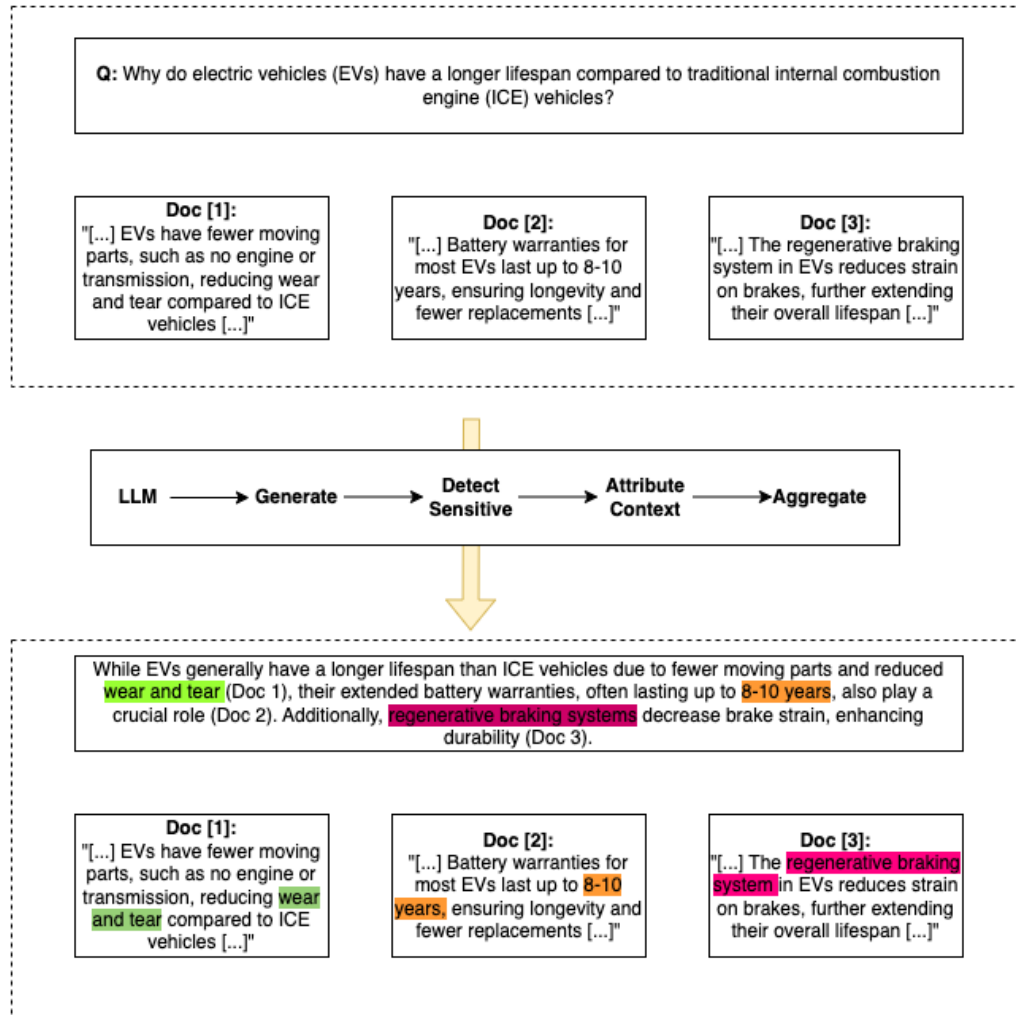 Q: Why do electric vehicles (EVs) have a longer lifespan compared to traditional internal combustion
engine (ICE) vehicles?
Doc [1]:
"[...] EVs have fewer moving
parts, such as no engine or
transmission, reducing wear
and tear compared to ICE
vehicles [...]"
Doc [2]:
"[...] Battery warranties for
most EVs last up to 8-10
years, ensuring longevity and
fewer replacements [...]"
Doc [3]:
"[...] The regenerative braking
system in EVs reduces strain
on brakes, further extending
their overall lifespan [...]"
LLM
Generate
Detect
Sensitive
Attribute
Context
Aggregate
While EVs generally have a longer lifespan than ICE vehicles due to fewer moving parts and reduced
wear and tear (Doc 1), their extended battery warranties, often lasting up to 8-10 years, also play a
crucial role (Doc 2). Additionally, regenerative braking systems decrease brake strain, enhancing
durability (Doc 3).
Doc [1]:
"[...] EVs have fewer moving
parts, such as no engine or
transmission, reducing wear
and tear compared to ICE
vehicles [...]"
Doc [2]:
"[...] Battery warranties for
most EVs last up to 8-10
years, ensuring longevity and
fewer replacements [...]"
Doc [3]:
"[...] The regenerative braking
system in EVs reduces strain
on brakes, further extending
their overall lifespan [...]"